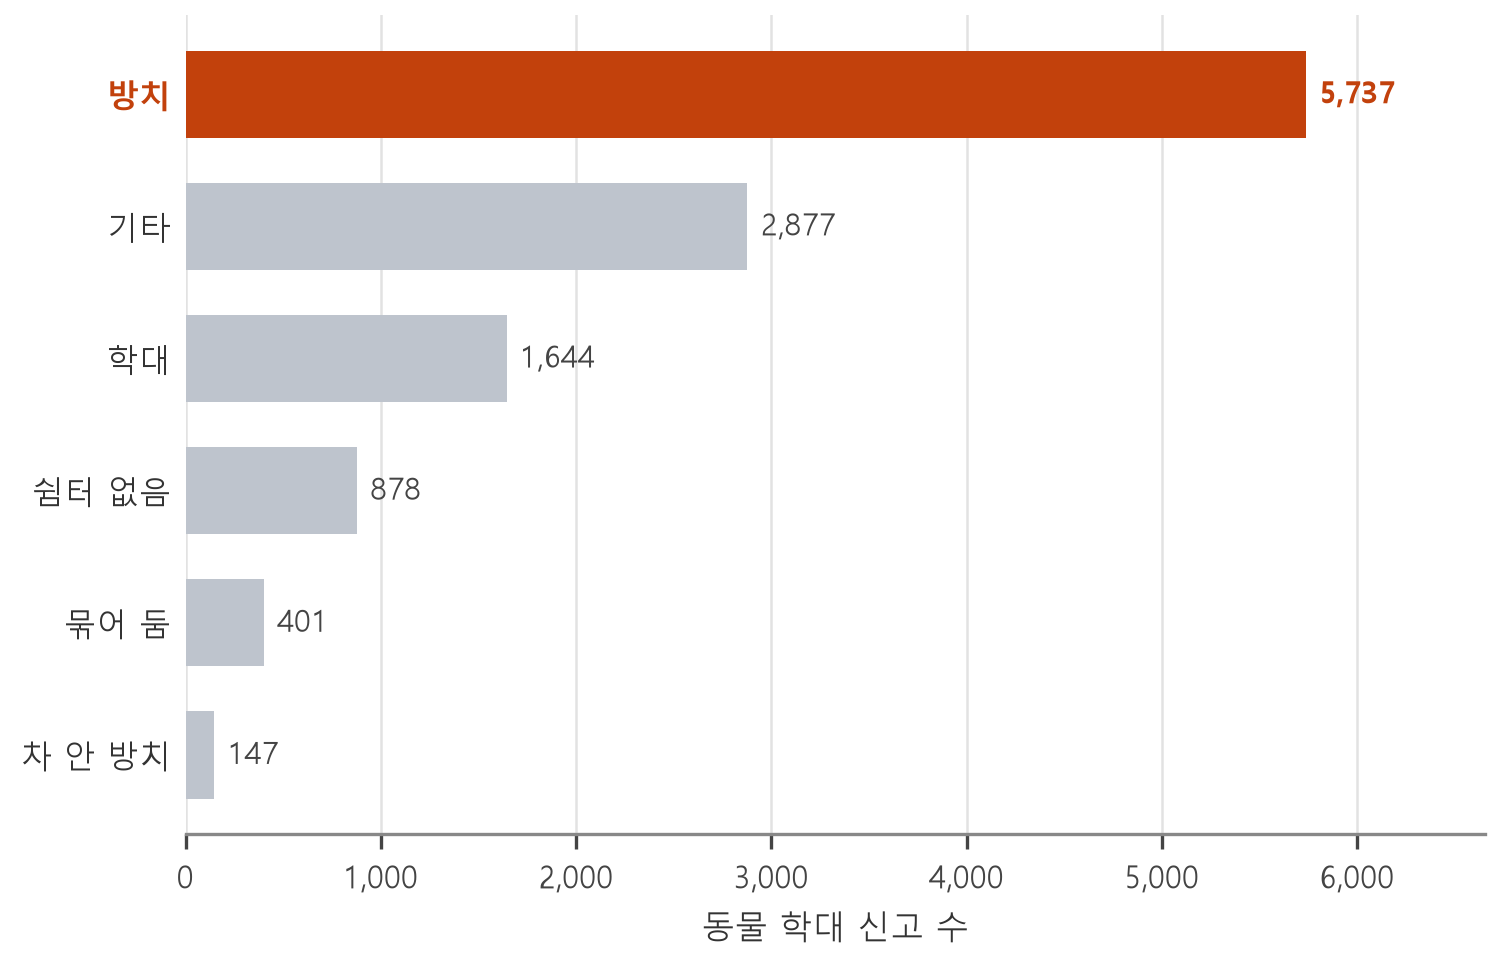 방치 5,737
기타 2,877
학대 1,644
쉼터 없음 878
묶어 둠 401
차 안 방치 147
0 1,000 2,000 3,000 4,000 5,000 6,000
동물 학대 신고 수